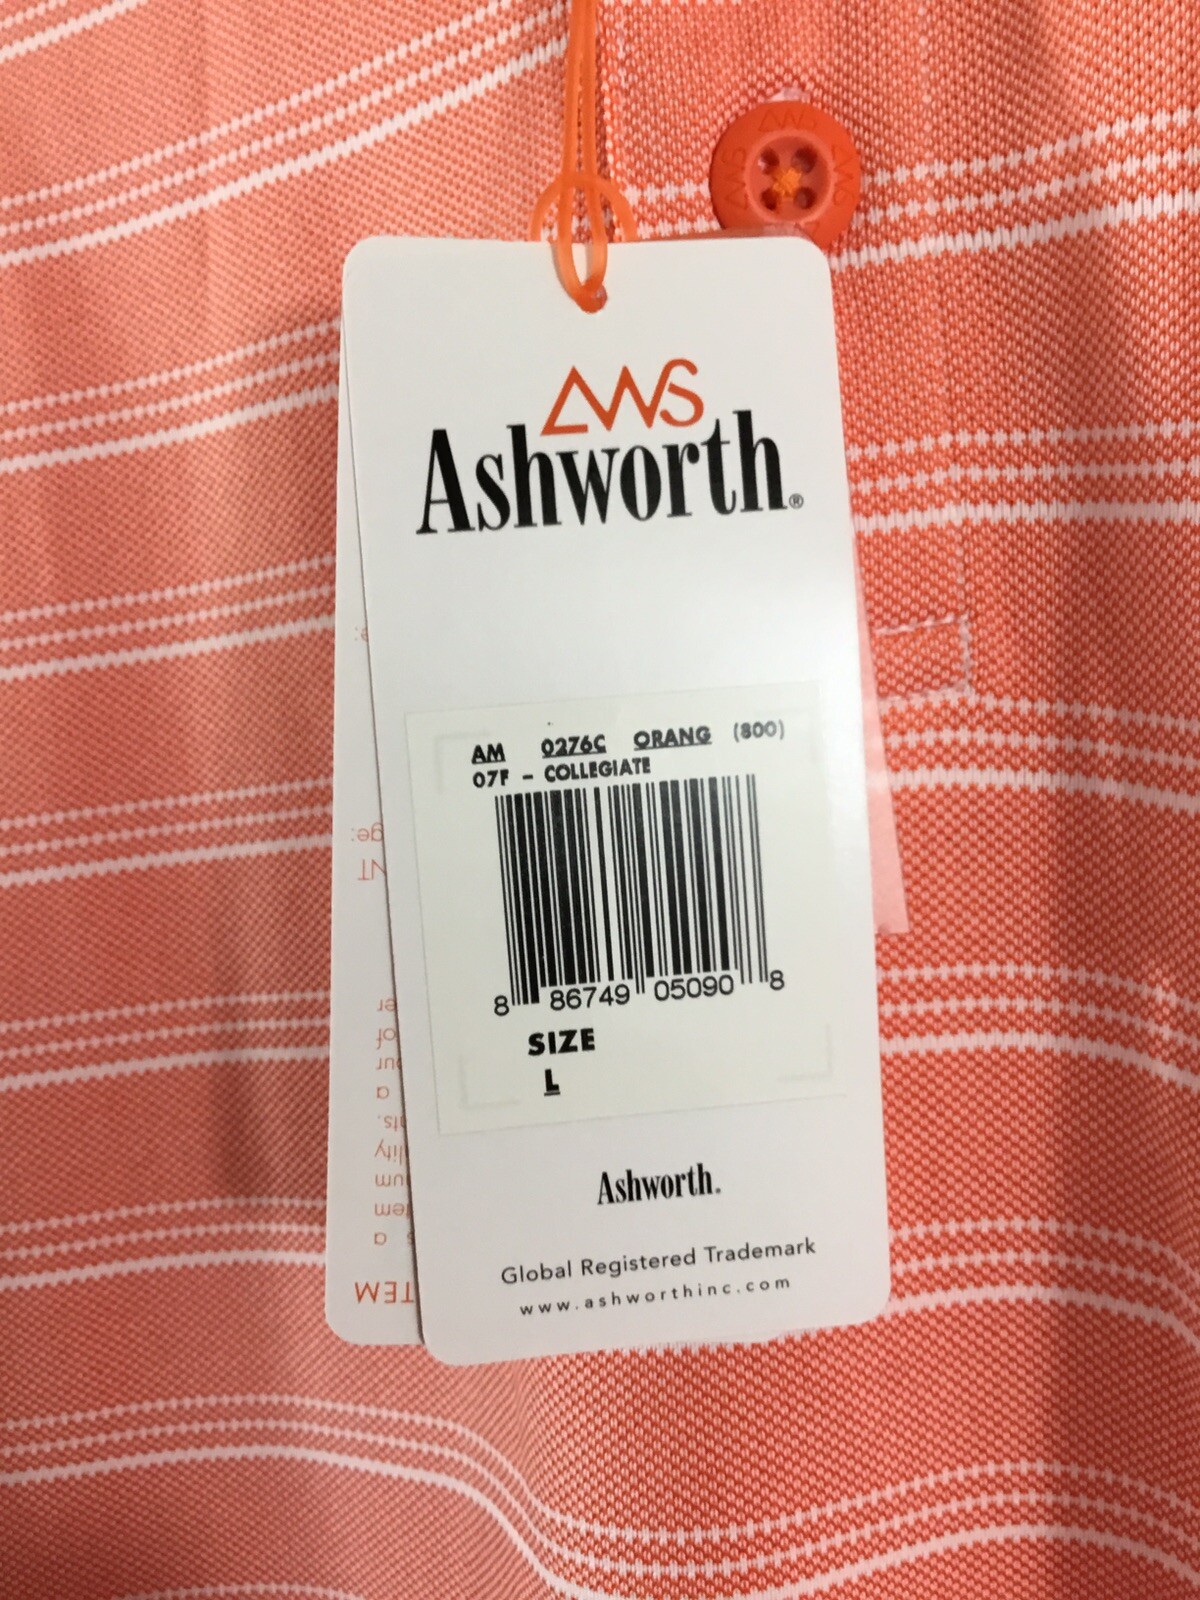 AWS
Ashworth®
AM 0276C ORANG (800)
07F - COLLEGIATE
8 86749 05090 8
SIZE
L
Ashworth.
Global Registered Trademark
www.ashworthinc.com